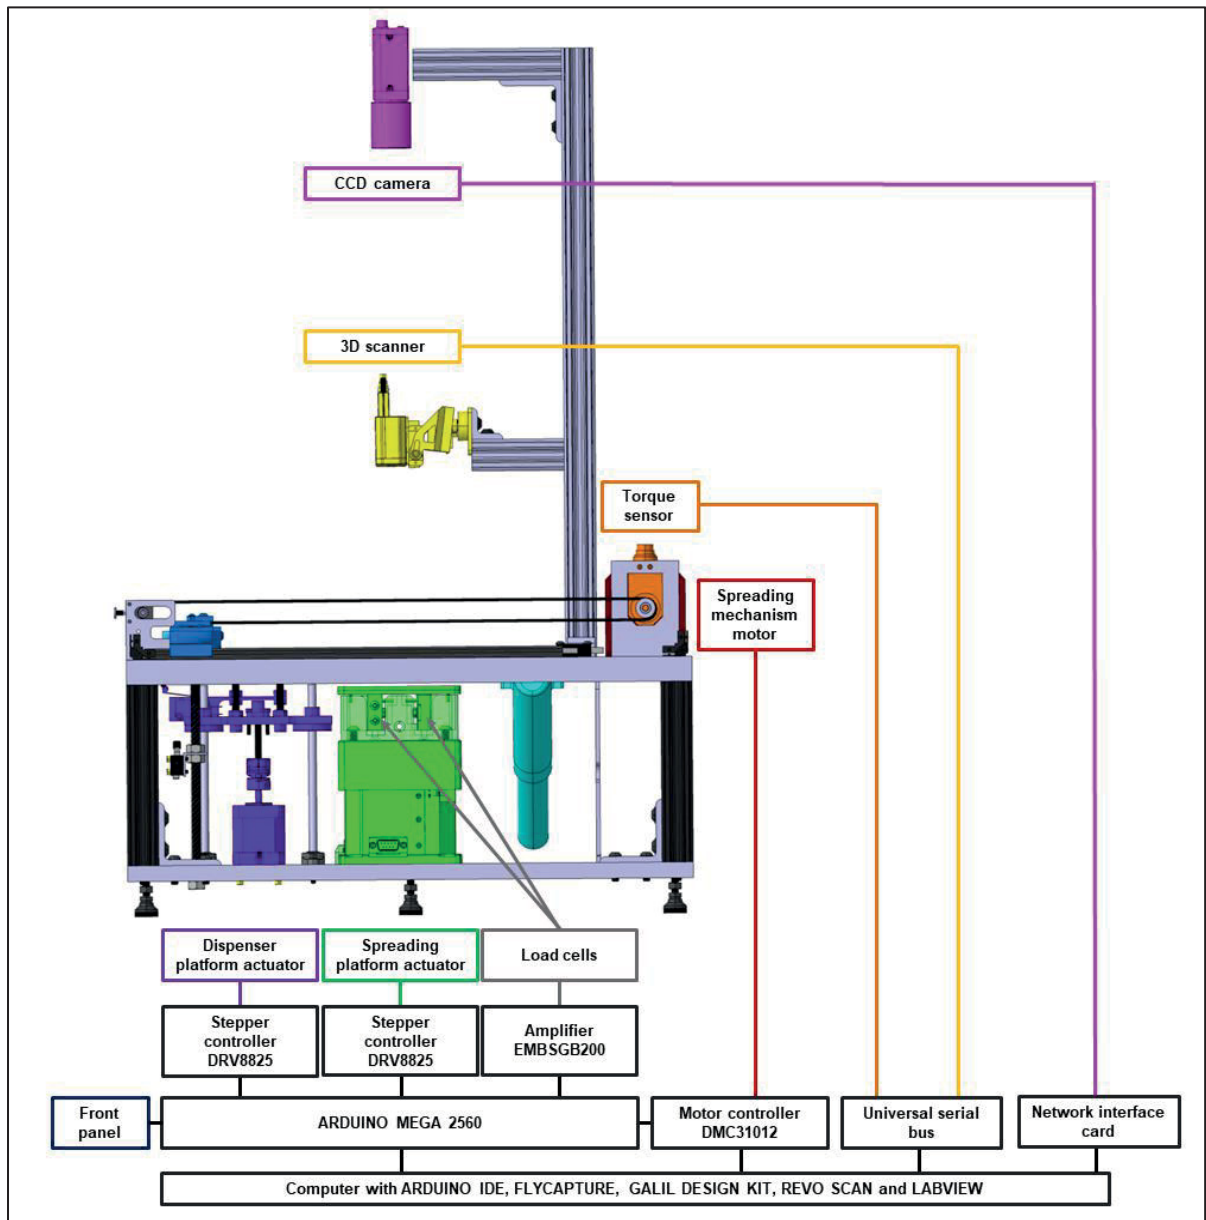 CCD camera
3D scanner
Torque
sensor
Spreading
mechanism
motor
Dispenser
platform actuator
Spreading
platform actuator
Load cells
Stepper
controller
DRV8825
Stepper
controller
DRV8825
Amplifier
EMBSGB200
Front
panel
ARDUINO MEGA 2560
Motor controller
DMC31012
Universal serial
bus
Network interface
card
Computer with ARDUINO IDE, FLYCAPTURE, GALIL DESIGN KIT, REVO SCAN and LABVIEW